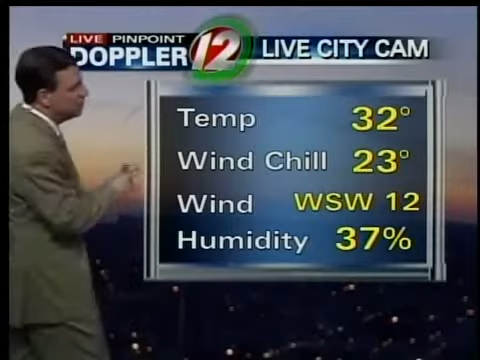 LIVE PINPOINT
DOPPLER 12 LIVE CITY CAM
Temp 32°
Wind Chill 23°
Wind WSW 12
Humidity 37%